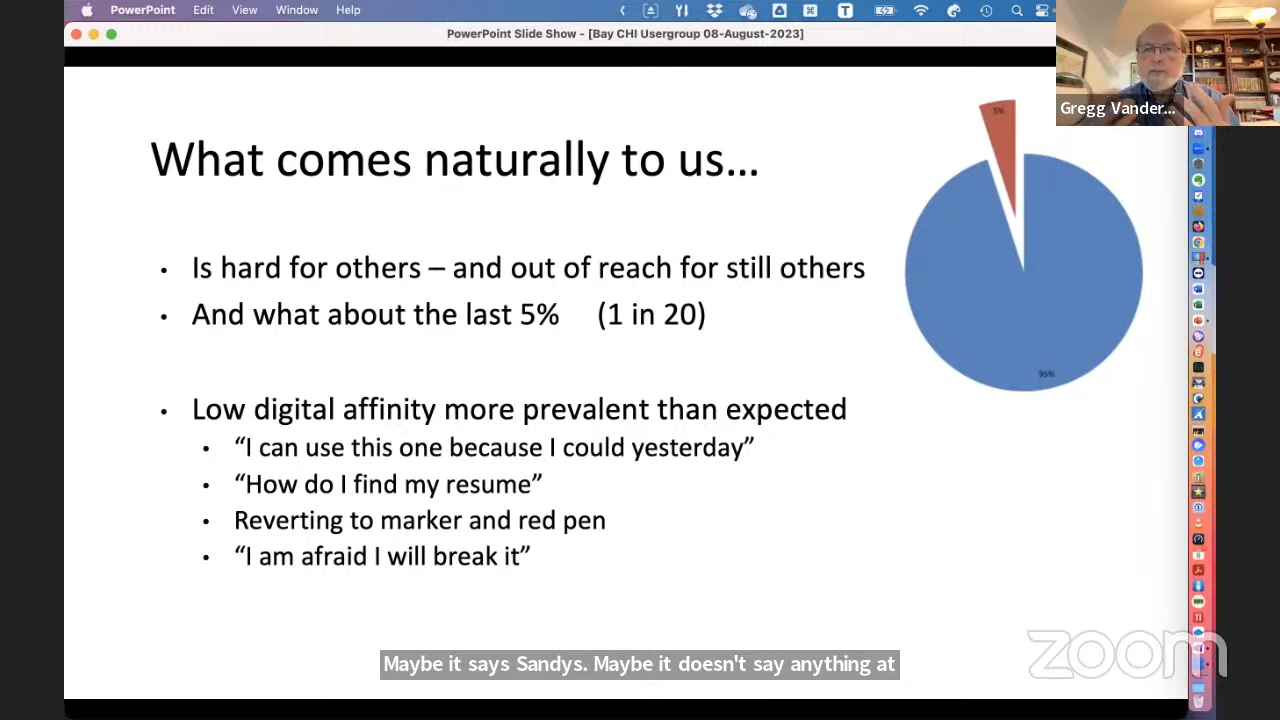 PowerPoint Edit View Window Help
PowerPoint Slide Show - [Bay CHI Usergroup 08-August-2023]
Gregg Vander...
What comes naturally to us…
5%
• Is hard for others – and out of reach for still others
• And what about the last 5% (1 in 20)
95%
• Low digital affinity more prevalent than expected
• “I can use this one because I could yesterday”
• “How do I find my resume”
• Reverting to marker and red pen
• “I am afraid I will break it”
zoom
Maybe it says Sandys. Maybe it doesn't say anything at